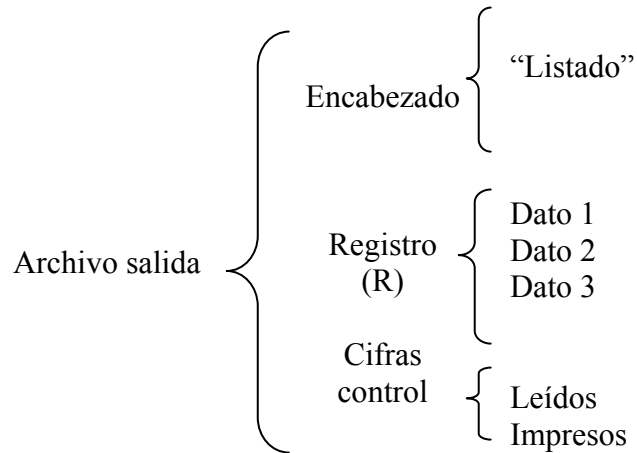 Archivo salida
Encabezado
“Listado”
Registro
(R)
Dato 1
Dato 2
Dato 3
Cifras
control
Leídos
Impresos